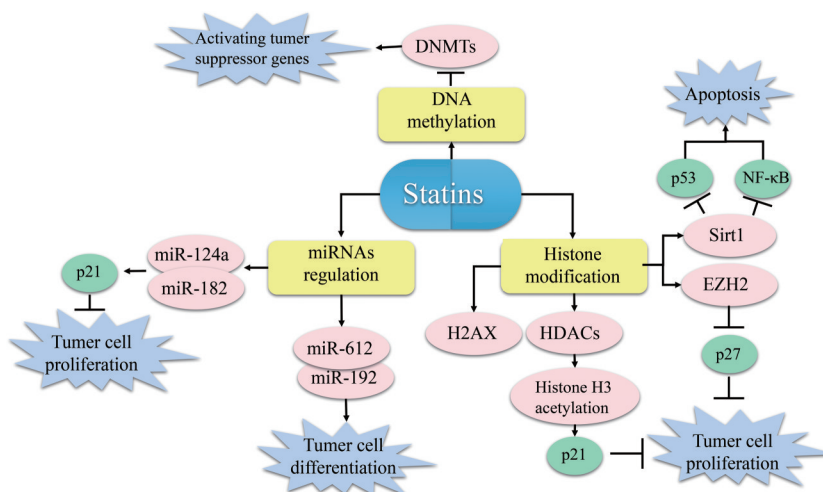 Activating tumer
suppressor genes
DNMTs
DNA
methylation
Apoptosis
p53
NF-κB
Statins
Sirt1
miRNAs
regulation
Histone
modification
miR-124a
miR-182
p21
EZH2
Tumer cell
proliferation
miR-612
miR-192
H2AX
HDACs
p27
Histone H3
acetylation
Tumer cell
differentiation
p21
Tumer cell
proliferation